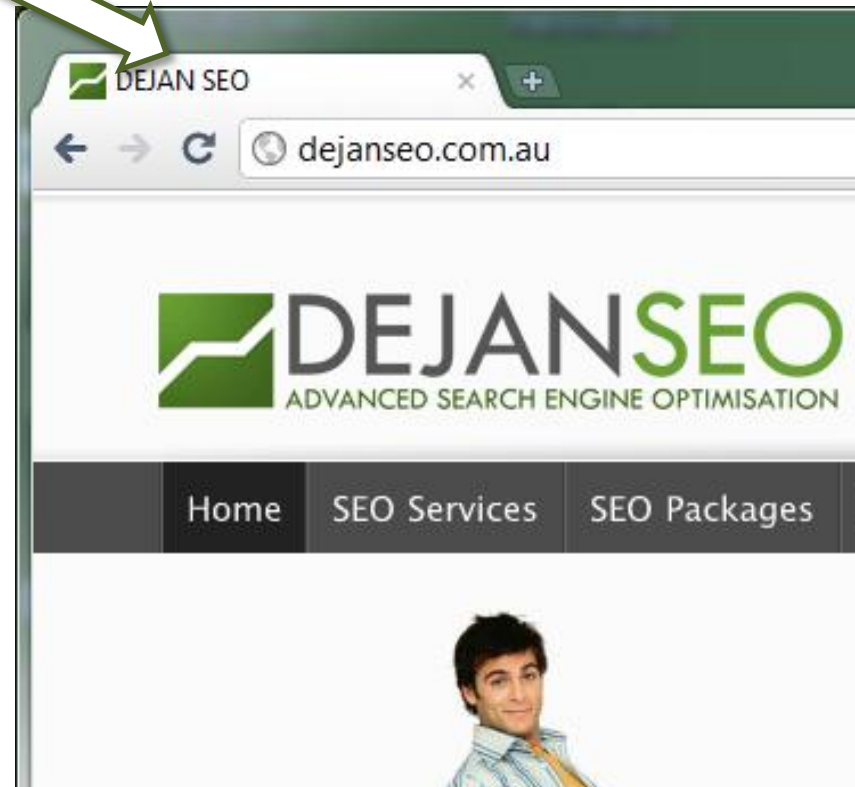 DEJAN SEO
dejanseo.com.au
DEJANSEO
ADVANCED SEARCH ENGINE OPTIMISATION
Home SEO Services SEO Packages